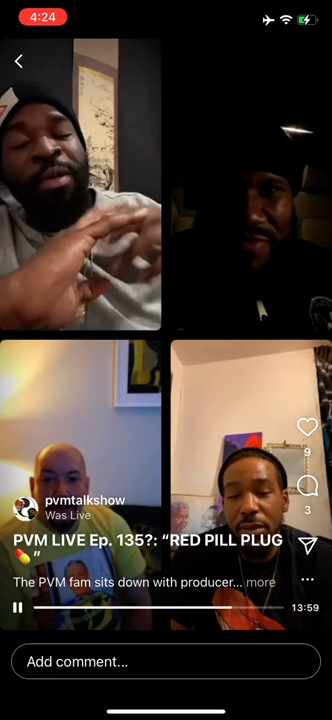 4:24
pvmtalkshow
Was Live
9
3
PVM LIVE Ep. 135?: “RED PILL PLUG
💊”
The PVM fam sits down with producer... more
13:59
Add comment...